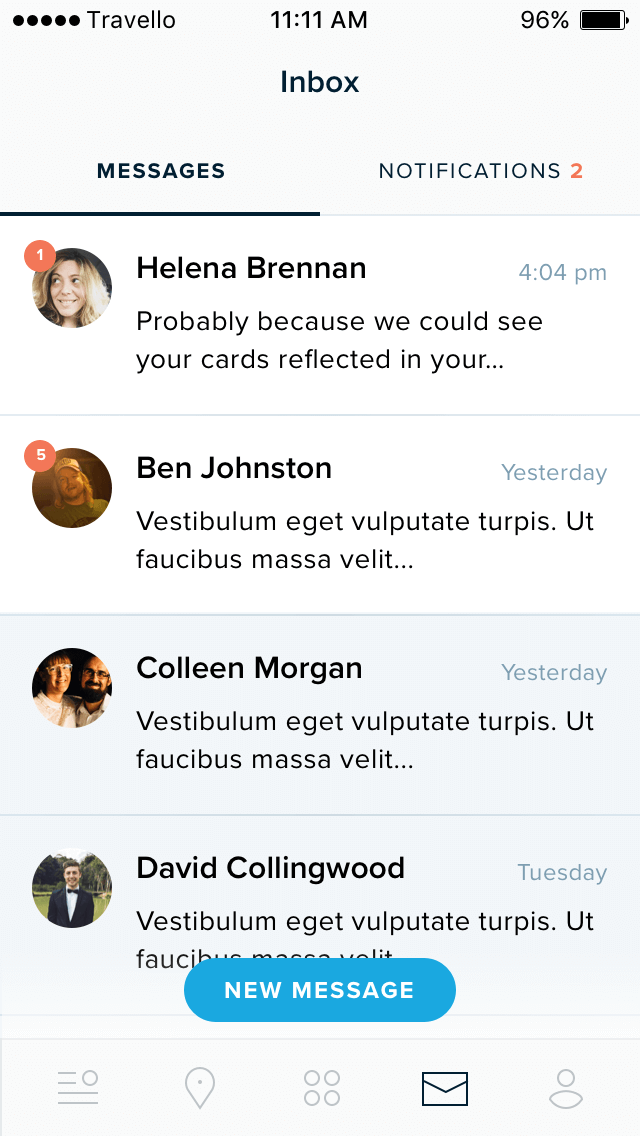 Travello 11:11 AM 96%
Inbox
MESSAGES NOTIFICATIONS 2
1
Helena Brennan 4:04 pm
Probably because we could see
your cards reflected in your...
5
Ben Johnston Yesterday
Vestibulum eget vulputate turpis. Ut
faucibus massa velit...
Colleen Morgan Yesterday
Vestibulum eget vulputate turpis. Ut
faucibus massa velit...
David Collingwood Tuesday
Vestibulum eget vulputate turpis. Ut
faucibus massa velit...
NEW MESSAGE